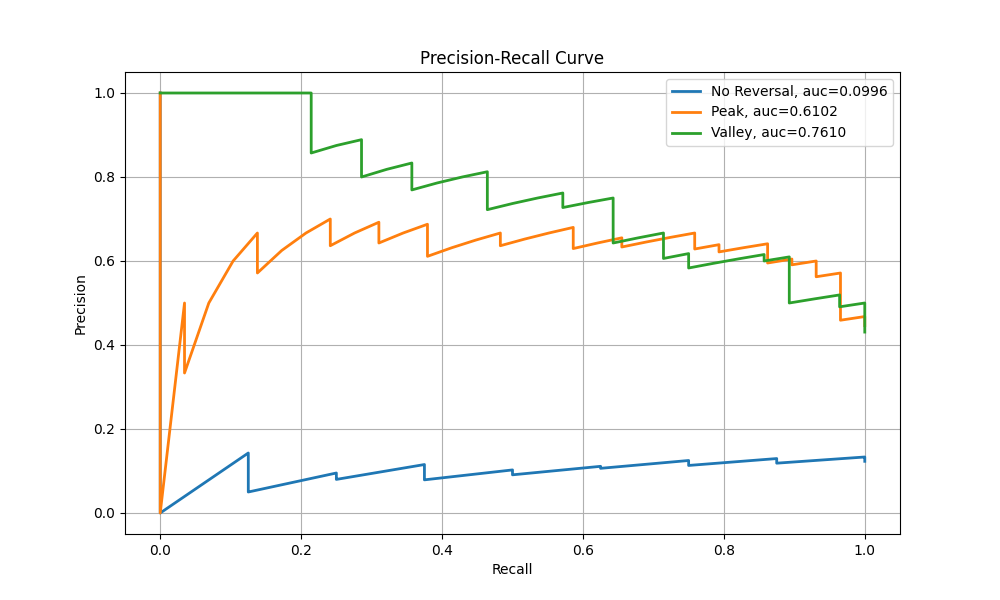 Precision-Recall Curve
No Reversal, auc=0.0996
Peak, auc=0.6102
Valley, auc=0.7610
1.0
0.8
0.6
0.4
0.2
0.0
Precision
0.0 0.2 0.4 0.6 0.8 1.0
Recall